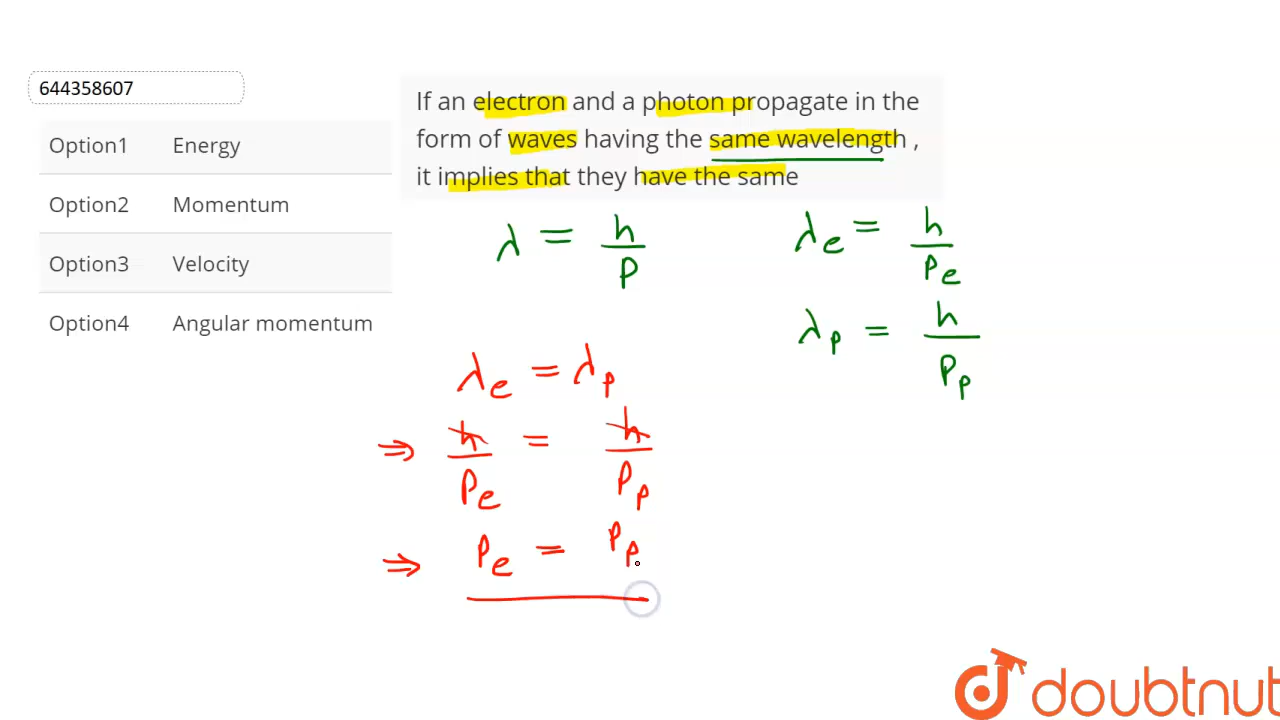 644358607
Option1 Energy
Option2 Momentum
Option3 Velocity
Option4 Angular momentum
If an electron and a photon propagate in the
form of waves having the same wavelength ,
it implies that they have the same
λ = h/P
λe = h/Pe
λP = h/PP
λe = λP
⇒ h/Pe = h/PP
⇒ Pe = PP
doubtnut